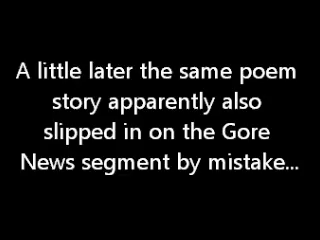 A little later the same poem
story apparently also
slipped in on the Gore
News segment by mistake...